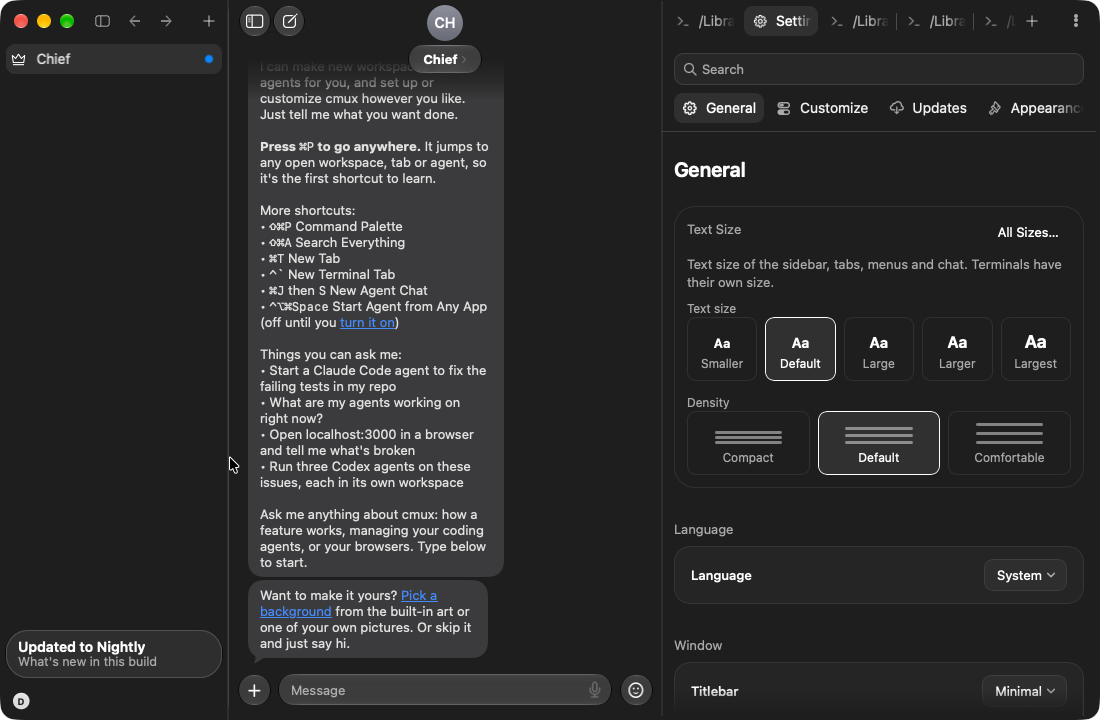 Chief
Updated to Nightly
What's new in this build
D
CH
Chief
I can make new
agents for you, and set up or
customize cmux however you like.
Just tell me what you want done.
Press ⌘P to go anywhere. It jumps to
any open workspace, tab or agent, so
it's the first shortcut to learn.
More shortcuts:
• ⇧⌘P Command Palette
• ⇧⌘A Search Everything
• ⌘T New Tab
• ^` New Terminal Tab
• ⌘J then S New Agent Chat
• ^⌥⌘Space Start Agent from Any App
(off until you turn it on)
Things you can ask me:
• Start a Claude Code agent to fix the
failing tests in my repo
• What are my agents working on
right now?
• Open localhost:3000 in a browser
and tell me what's broken
• Run three Codex agents on these
issues, each in its own workspace
Ask me anything about cmux: how a
feature works, managing your coding
agents, or your browsers. Type below
to start.
Want to make it yours? Pick a
background from the built-in art or
one of your own pictures. Or skip it
and just say hi.
Message
/Libra Settin /Libra /Libra
Search
General Customize Updates Appearanc
General
Text Size
All Sizes...
Text size of the sidebar, tabs, menus and chat. Terminals have
their own size.
Text size
Aa Aa Aa Aa Aa
Smaller Default Large Larger Largest
Density
Compact Default Comfortable
Language
Language System
Window
Titlebar Minimal